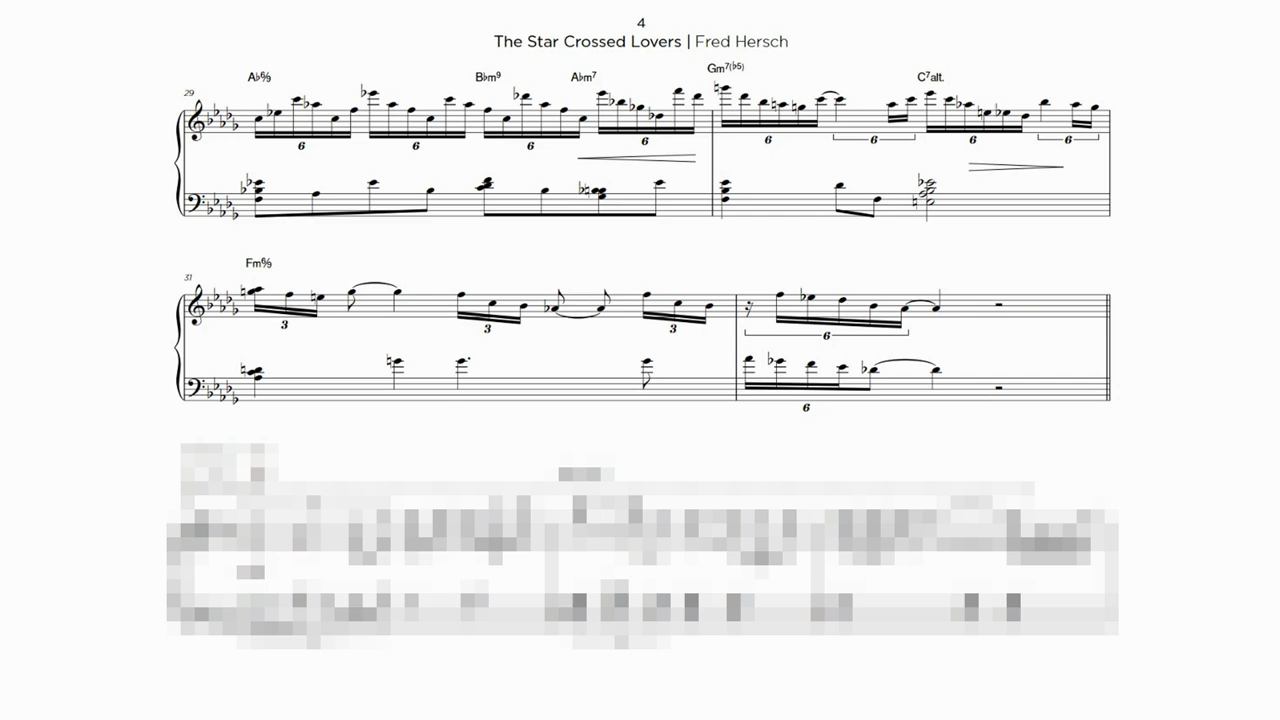 4
The Star Crossed Lovers | Fred Hersch
A♭6/9 B♭m9 A♭m7 Gm7(♭5) C7alt.
29
6 6 6 6 6 6 6 6
Fm6/9
31
3 3 3 6
6